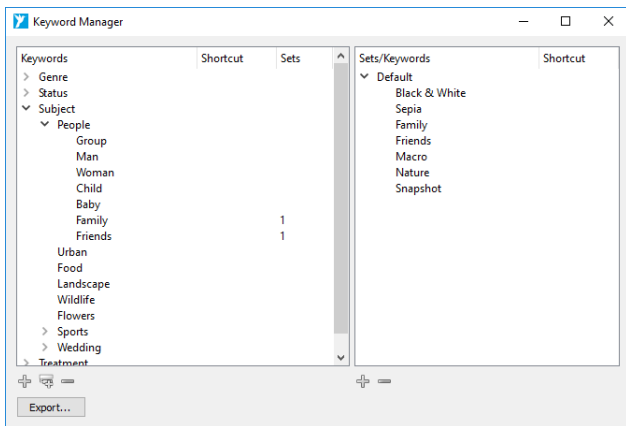 Keyword Manager
Keywords Shortcut Sets
Genre
Status
Subject
People
Group
Man
Woman
Child
Baby
Family 1
Friends 1
Urban
Food
Landscape
Wildlife
Flowers
Sports
Wedding
Treatment
Sets/Keywords Shortcut
Default
Black & White
Sepia
Family
Friends
Macro
Nature
Snapshot
Export...